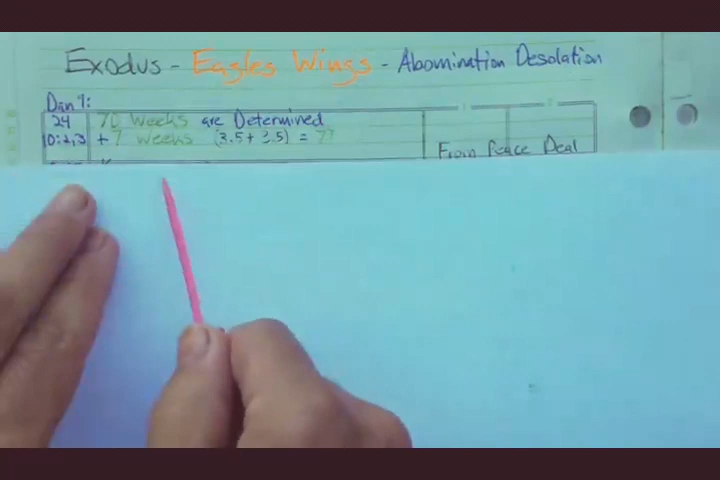 Exodus - Eagles Wings - Abomination Desolation
Dan 9:
24 70 Weeks are Determined
10:2,3 + 7 weeks (3.5 + 3.5) = 77
From Peace Deal